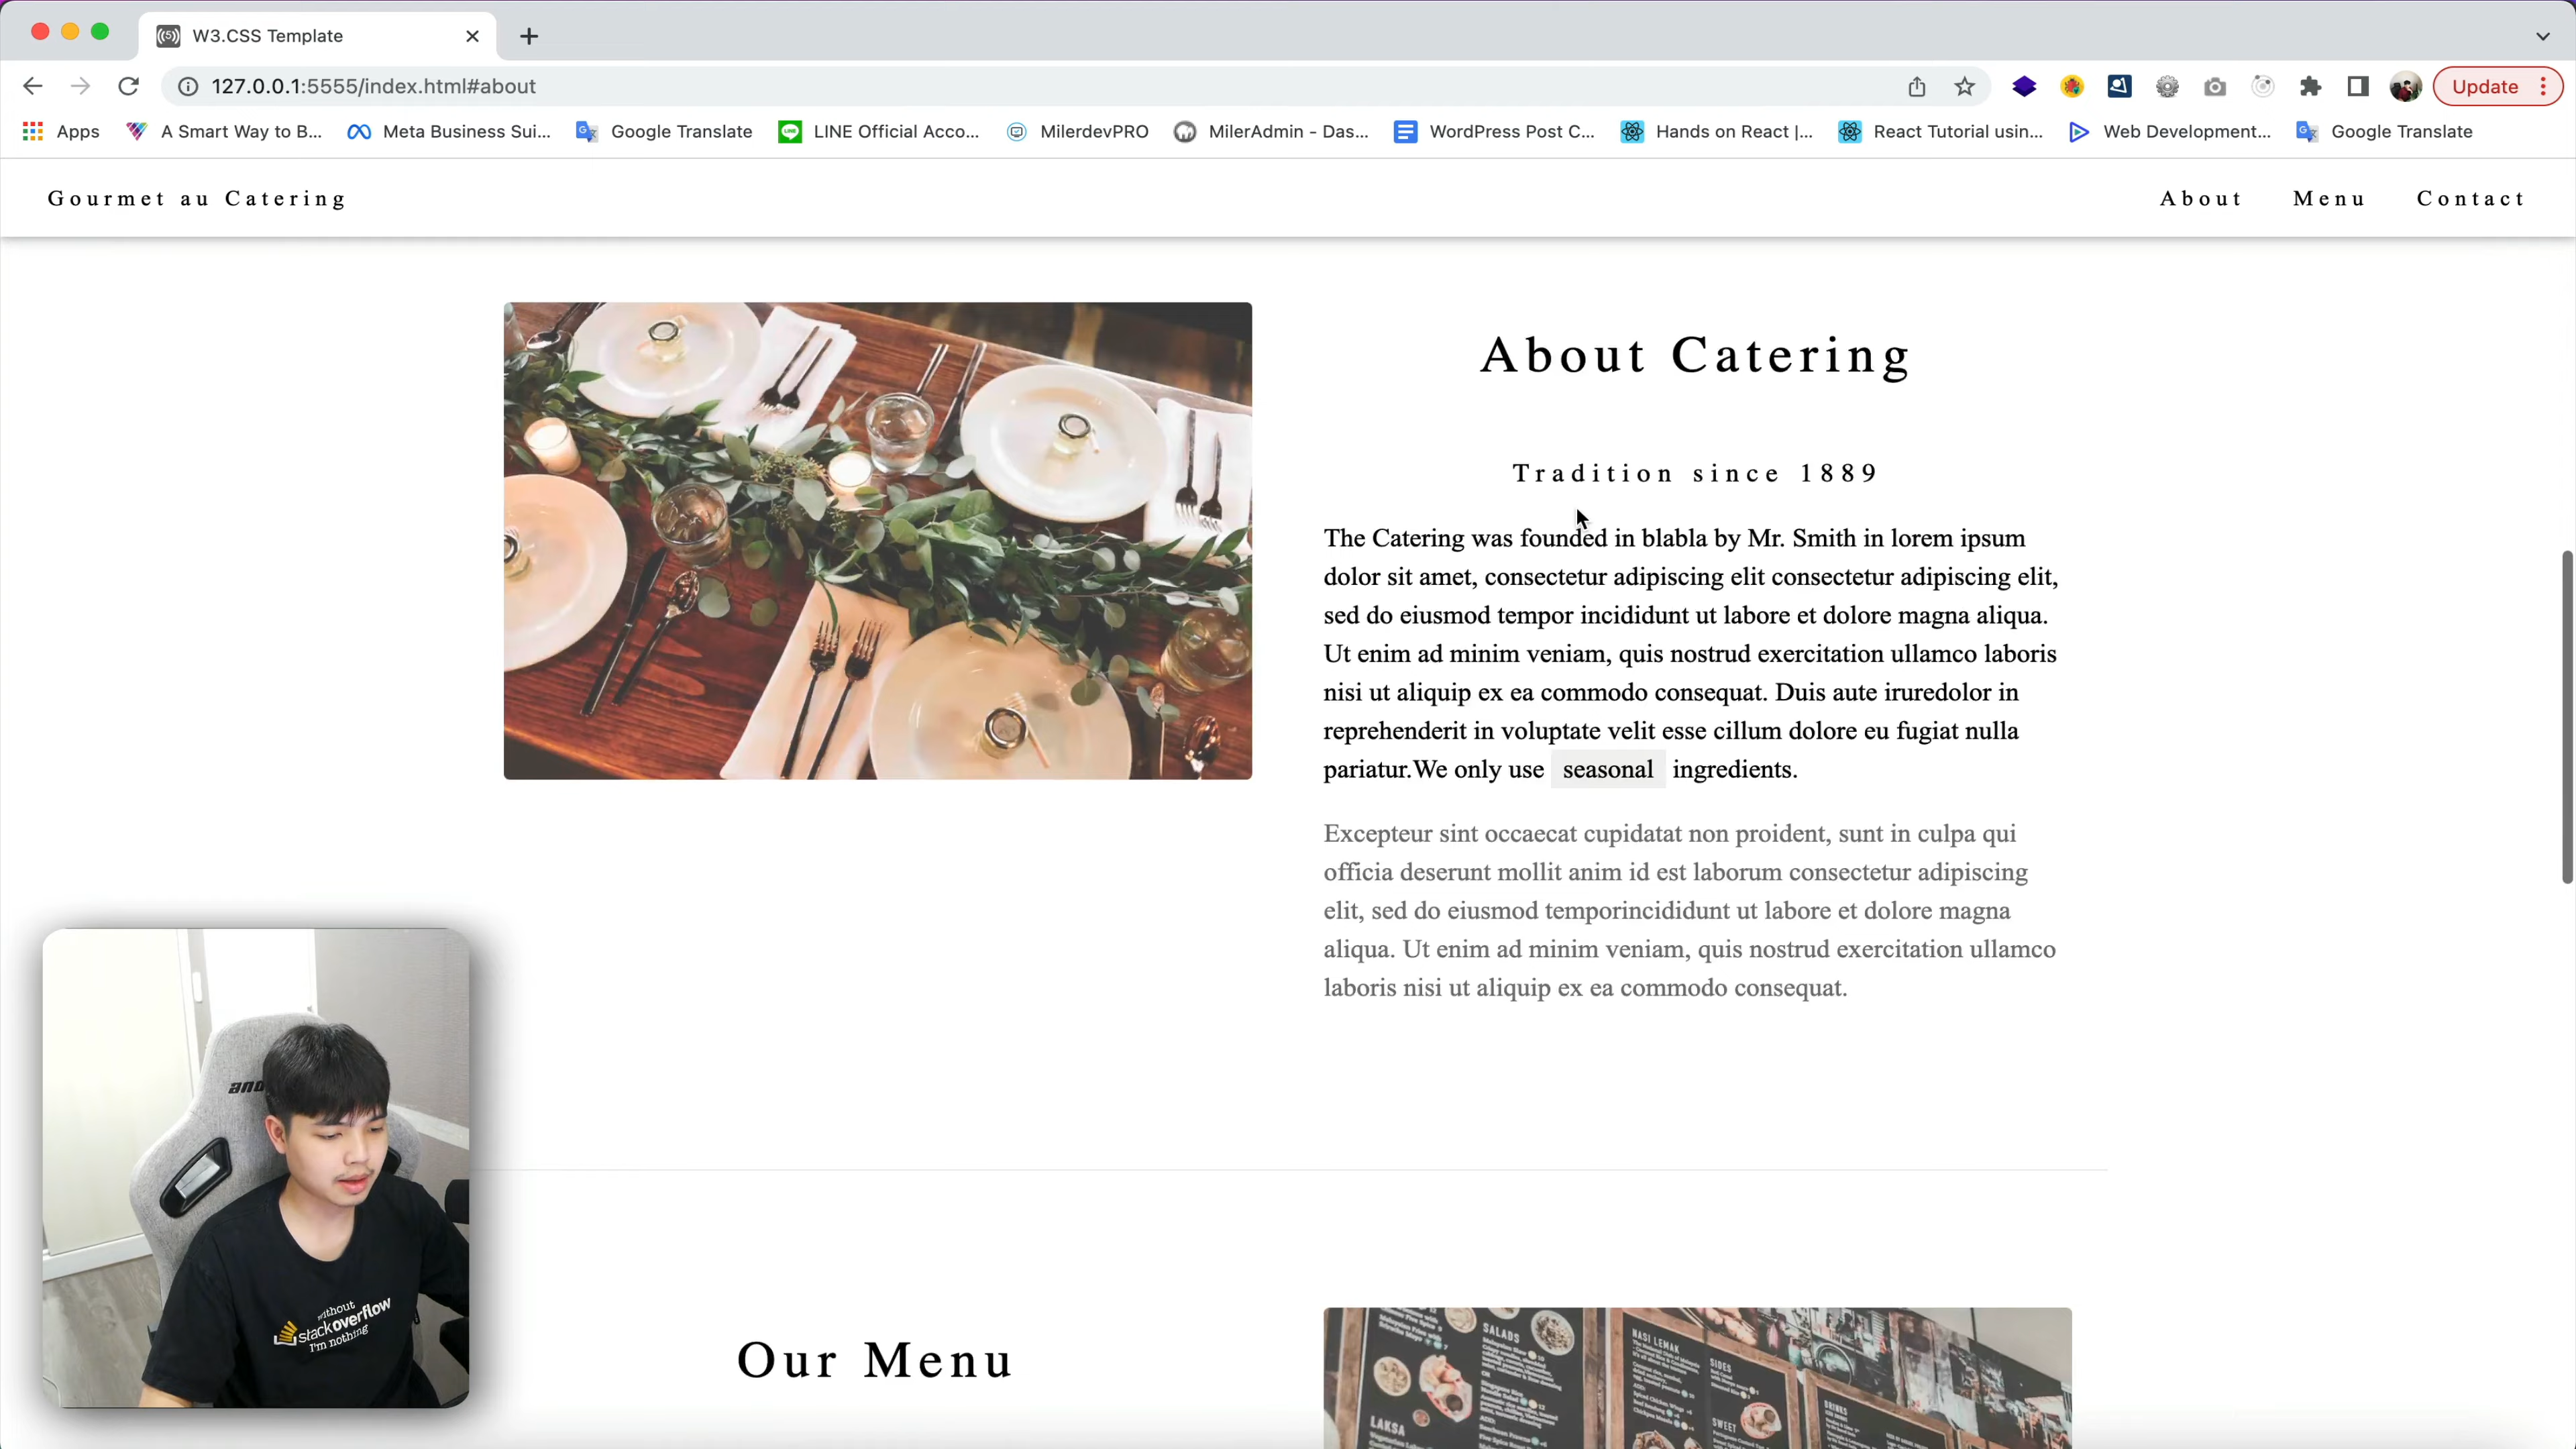 W3.CSS Template
127.0.0.1:5555/index.html#about
Update
Apps
A Smart Way to B...
Meta Business Sui...
Google Translate
LINE Official Acco...
MilerdevPRO
MilerAdmin - Das...
WordPress Post C...
Hands on React |...
React Tutorial usin...
Web Development...
Google Translate
Gourmet au Catering
About
Menu
Contact
About Catering
Tradition since 1889
The Catering was founded in blabla by Mr. Smith in lorem ipsum
dolor sit amet, consectetur adipiscing elit consectetur adipiscing elit,
sed do eiusmod tempor incididunt ut labore et dolore magna aliqua.
Ut enim ad minim veniam, quis nostrud exercitation ullamco laboris
nisi ut aliquip ex ea commodo consequat. Duis aute iruredolor in
reprehenderit in voluptate velit esse cillum dolore eu fugiat nulla
pariatur.We only use seasonal ingredients.
Excepteur sint occaecat cupidatat non proident, sunt in culpa qui
officia deserunt mollit anim id est laborum consectetur adipiscing
elit, sed do eiusmod temporincididunt ut labore et dolore magna
aliqua. Ut enim ad minim veniam, quis nostrud exercitation ullamco
laboris nisi ut aliquip ex ea commodo consequat.
and
without
stackoverflow
I'm nothing
Our Menu
SALADS
LAKSA
NASI LEMAK
SIDES
SWEET
DRINKS